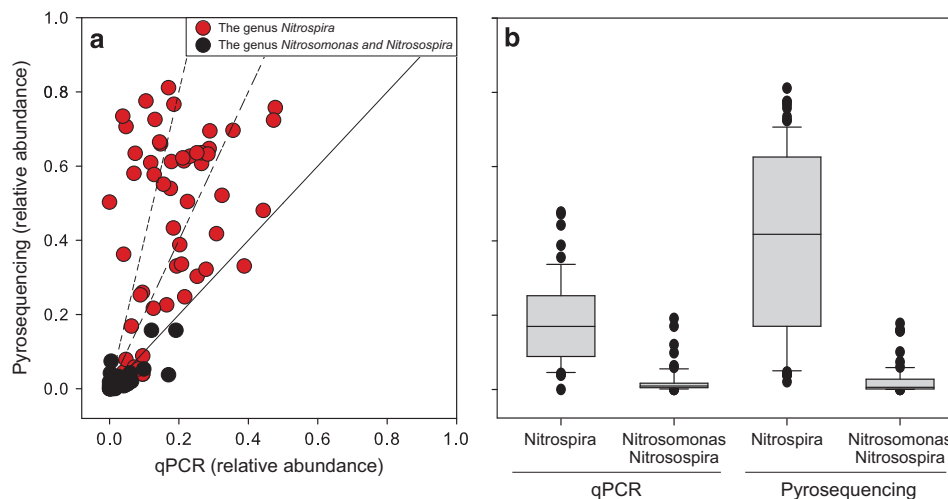 a
The genus Nitrospira
The genus Nitrosomonas and Nitrosospira
Pyrosequencing (relative abundance)
1.0
0.8
0.6
0.4
0.2
0.0
0.0 0.2 0.4 0.6 0.8 1.0
qPCR (relative abundance)
b
Nitrospira Nitrosomonas Nitrospira Nitrosomonas
Nitrosospira Nitrosospira
qPCR Pyrosequencing